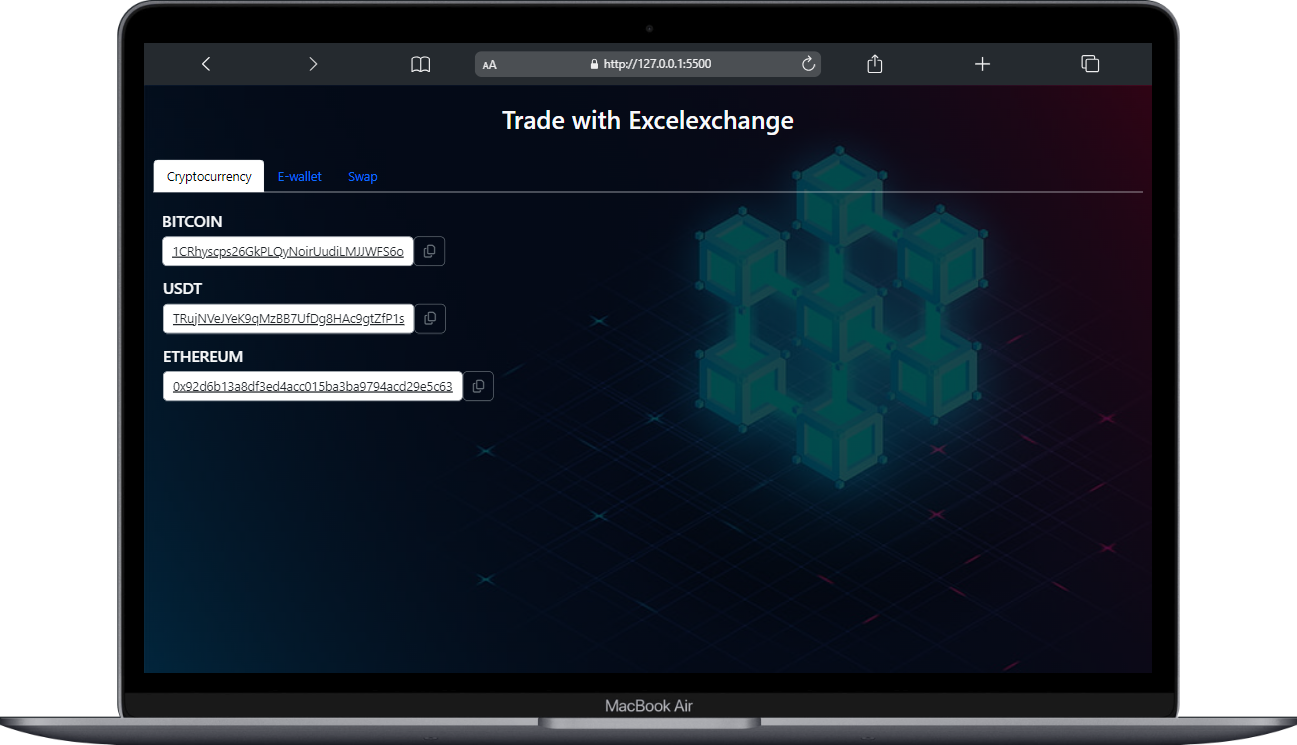 AA http://127.0.0.1:5500
Trade with Excelexchange
Cryptocurrency E-wallet Swap
BITCOIN
1CRhyscps26GkPLQyNoirUudiLMJJWFS6o
USDT
TRujNVeJYeK9qMzBB7UfDg8HAc9gtZfP1s
ETHEREUM
0x92d6b13a8df3ed4acc015ba3ba9794acd29e5c63
MacBook Air